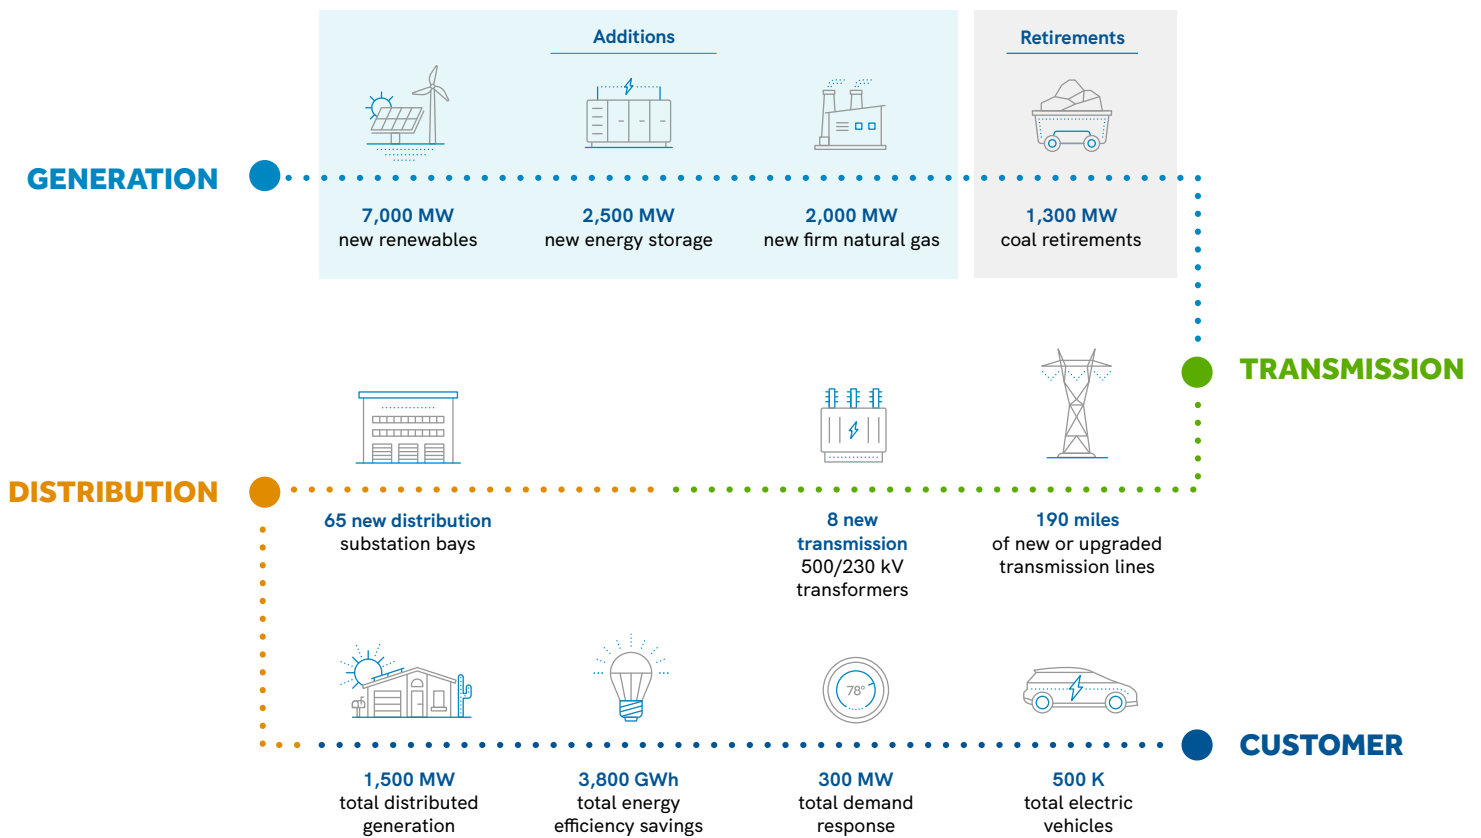 Additions
Retirements
GENERATION
7,000 MW
new renewables
2,500 MW
new energy storage
2,000 MW
new firm natural gas
1,300 MW
coal retirements
TRANSMISSION
DISTRIBUTION
65 new distribution
substation bays
8 new
transmission
500/230 kV
transformers
190 miles
of new or upgraded
transmission lines
78°
CUSTOMER
1,500 MW
total distributed
generation
3,800 GWh
total energy
efficiency savings
300 MW
total demand
response
500 K
total electric
vehicles